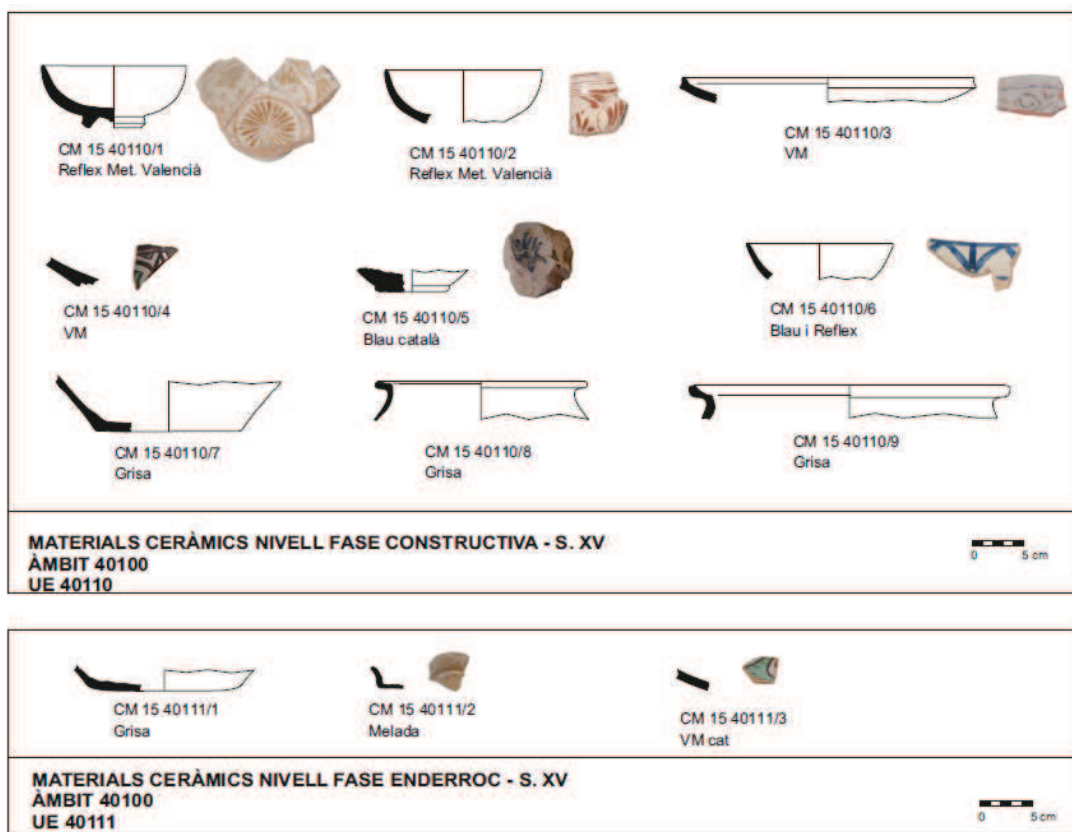 CM 15 40110/1
Reflex Met. Valencià
CM 15 40110/2
Reflex Met. Valencià
CM 15 40110/3
VM
CM 15 40110/4
VM
CM 15 40110/5
Blau català
CM 15 40110/6
Blau i Reflex
CM 15 40110/7
Grisa
CM 15 40110/8
Grisa
CM 15 40110/9
Grisa
MATERIALS CERÀMICS NIVELL FASE CONSTRUCTIVA - S. XV
ÀMBIT 40100
UE 40110
0 5 cm
CM 15 40111/1
Grisa
CM 15 40111/2
Melada
CM 15 40111/3
VM cat
MATERIALS CERÀMICS NIVELL FASE ENDERROC - S. XV
ÀMBIT 40100
UE 40111
0 5 cm